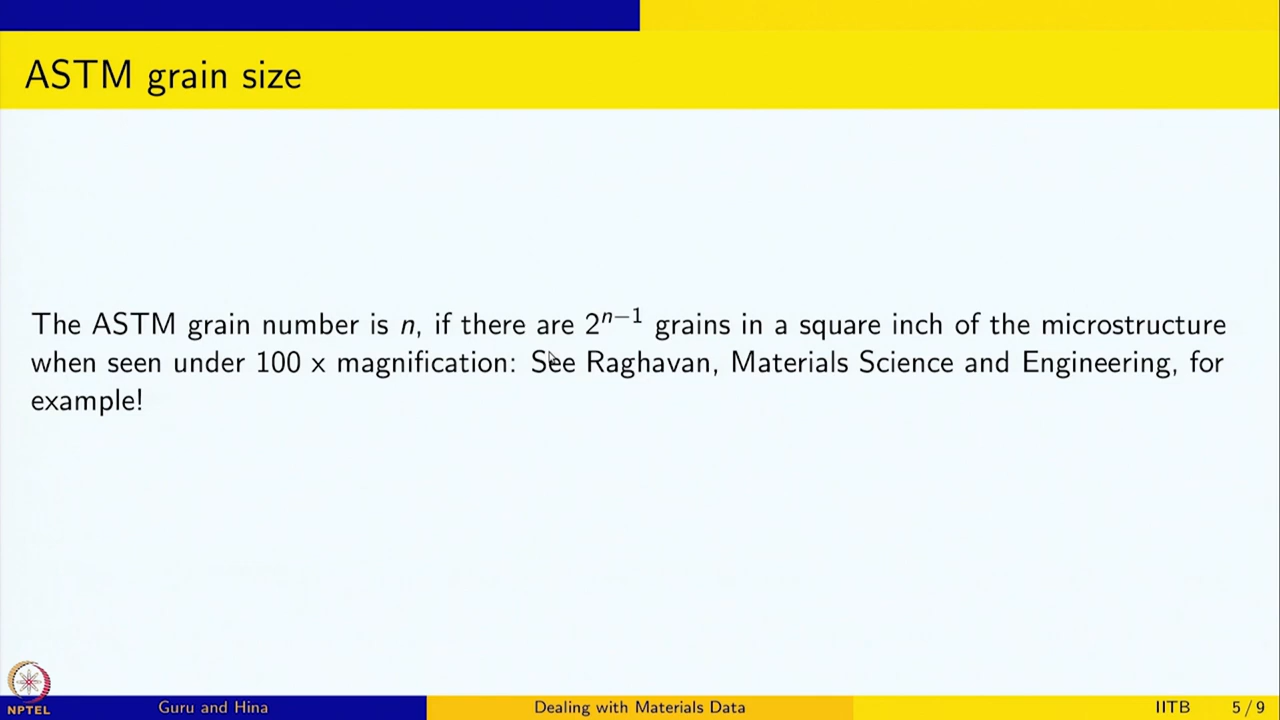 ASTM grain size
The ASTM grain number is n, if there are 2^{n−1} grains in a square inch of the microstructure
when seen under 100 x magnification: See Raghavan, Materials Science and Engineering, for
example!
NPTEL
Guru and Hina
Dealing with Materials Data
IITB
5 / 9